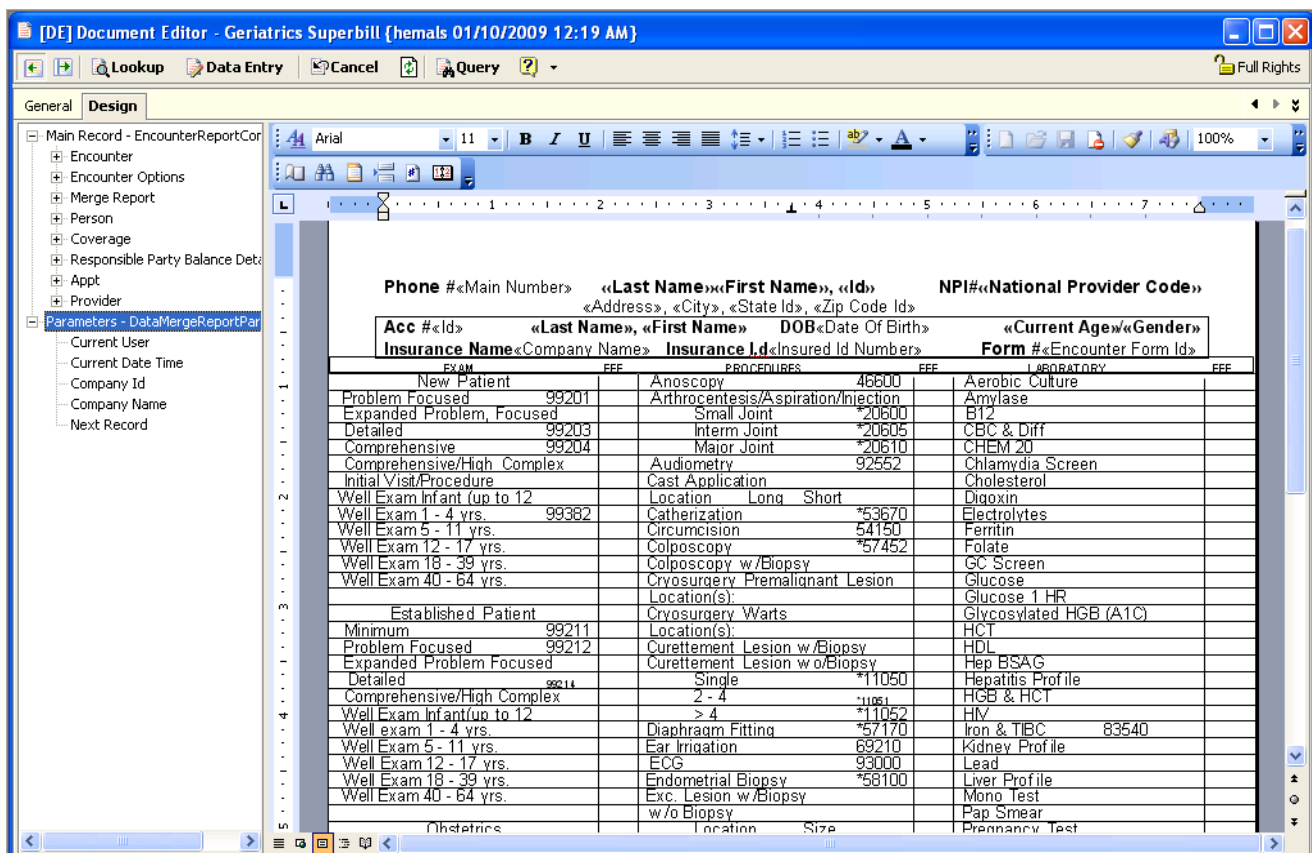 [DE] Document Editor - Geriatrics Superbill {hemals 01/10/2009 12:19 AM}
Lookup Data Entry Cancel Query Full Rights
General Design
Main Record - EncounterReportCor
Encounter
Encounter Options
Merge Report
Person
Coverage
Responsible Party Balance Deta
Appt
Provider
Parameters - DataMergeReportPar
Current User
Current Date Time
Company Id
Company Name
Next Record
Arial 11 B I U 100%
1 2 3 4 5 6 7
Phone #«Main Number» «Last Name»«First Name», «Id» NPI#«National Provider Code»
«Address», «City», «State Id», «Zip Code Id»
Acc #«Id» «Last Name», «First Name» DOB«Date Of Birth» «Current Age»/«Gender»
Insurance Name«Company Name» Insurance I.d«Insured Id Number» Form #«Encounter Form Id»
EXAM FEE PROCEDURES FEE LABORATORY FEE
New Patient Anoscopy 46600 Aerobic Culture
Problem Focused 99201 Arthrocentesis/Aspiration/Injection Amylase
Expanded Problem, Focused Small Joint *20600 B12
Detailed 99203 Interm Joint *20605 CBC & Diff
Comprehensive 99204 Major Joint *20610 CHEM 20
Comprehensive/High Complex Audiometry 92552 Chlamydia Screen
Initial Visit/Procedure Cast Application Cholesterol
Well Exam Infant (up to 12 Location Long Short Digoxin
Well Exam 1 - 4 yrs. 99382 Catherization *53670 Electrolytes
Well Exam 5 - 11 yrs. Circumcision 54150 Ferritin
Well Exam 12 - 17 yrs. Colposcopy *57452 Folate
Well Exam 18 - 39 yrs. Colposcopy w/Biopsy GC Screen
Well Exam 40 - 64 yrs. Cryosurgery Premalignant Lesion Glucose
Location(s): Glucose 1 HR
Established Patient Cryosurgery Warts Glycosylated HGB (A1C)
Minimum 99211 Location(s): HCT
Problem Focused 99212 Curettement Lesion w/Biopsy HDL
Expanded Problem Focused Curettement Lesion wo/Biopsy Hep BSAG
Detailed 99214 Single *11050 Hepatitis Profile
Comprehensive/High Complex 2 - 4 *11051 HGB & HCT
Well Exam Infant(up to 12 > 4 *11052 HIV
Well exam 1 - 4 yrs. Diaphragm Fitting *57170 Iron & TIBC 83540
Well Exam 5 - 11 yrs. Ear Irrigation 69210 Kidney Profile
Well Exam 12 - 17 yrs. ECG 93000 Lead
Well Exam 18 - 39 yrs. Endometrial Biopsy *58100 Liver Profile
Well Exam 40 - 64 yrs. Exc. Lesion w/Biopsy Mono Test
w/o Biopsy Pap Smear
Obstetrics Location Size Pregnancy Test